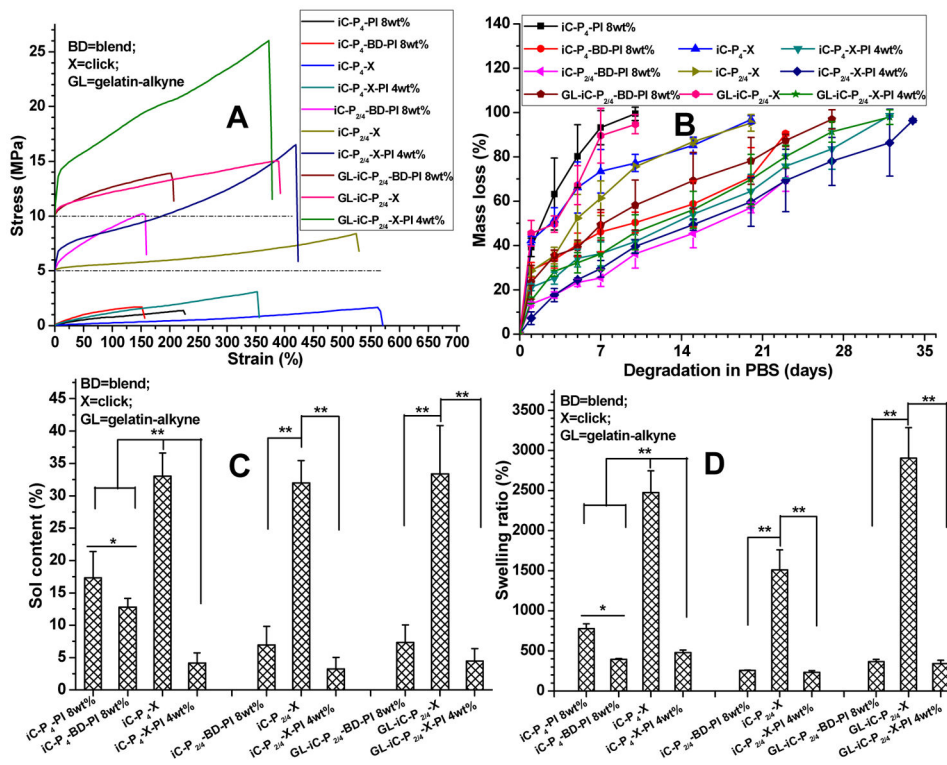 BD=blend;
X=click;
GL=gelatin-alkyne
A
iC-P4-PI 8wt%
iC-P4-BD-PI 8wt%
iC-P4-X
iC-P4-X-PI 4wt%
iC-P2/4-BD-PI 8wt%
iC-P2/4-X
iC-P2/4-X-PI 4wt%
GL-iC-P2/4-BD-PI 8wt%
GL-iC-P2/4-X
GL-iC-P2/4-X-PI 4wt%
Stress (MPa)
25
20
15
10
5
0
0 50 100 150 200 250 300 350 400 450 500 550 600 650 700
Strain (%)
iC-P4-PI 8wt%
iC-P4-BD-PI 8wt% iC-P4-X iC-P4-X-PI 4wt%
iC-P2/4-BD-PI 8wt% iC-P2/4-X iC-P2/4-X-PI 4wt%
GL-iC-P2/4-BD-PI 8wt% GL-iC-P2/4-X GL-iC-P2/4-X-PI 4wt%
B
Mass loss (%)
140
120
100
80
60
40
20
0
0 7 14 21 28 35
Degradation in PBS (days)
BD=blend;
X=click;
GL=gelatin-alkyne
C
Sol content (%)
45
40
35
30
25
20
15
10
5
0
*
**
**
**
**
**
iC-P4-PI 8wt%
iC-P4-BD-PI 8wt%
iC-P4-X
iC-P4-X-PI 4wt%
iC-P2/4-BD-PI 8wt%
iC-P2/4-X
iC-P2/4-X-PI 4wt%
GL-iC-P2/4-BD-PI 8wt%
GL-iC-P2/4-X
GL-iC-P2/4-X-PI 4wt%
BD=blend;
X=click;
GL=gelatin-alkyne
D
Swelling ratio (%)
3500
3000
2500
2000
1500
1000
500
0
*
**
**
**
**
**
iC-P4-PI 8wt%
iC-P4-BD-PI 8wt%
iC-P4-X
iC-P4-X-PI 4wt%
iC-P2/4-BD-PI 8wt%
iC-P2/4-X
iC-P2/4-X-PI 4wt%
GL-iC-P2/4-BD-PI 8wt%
GL-iC-P2/4-X
GL-iC-P2/4-X-PI 4wt%